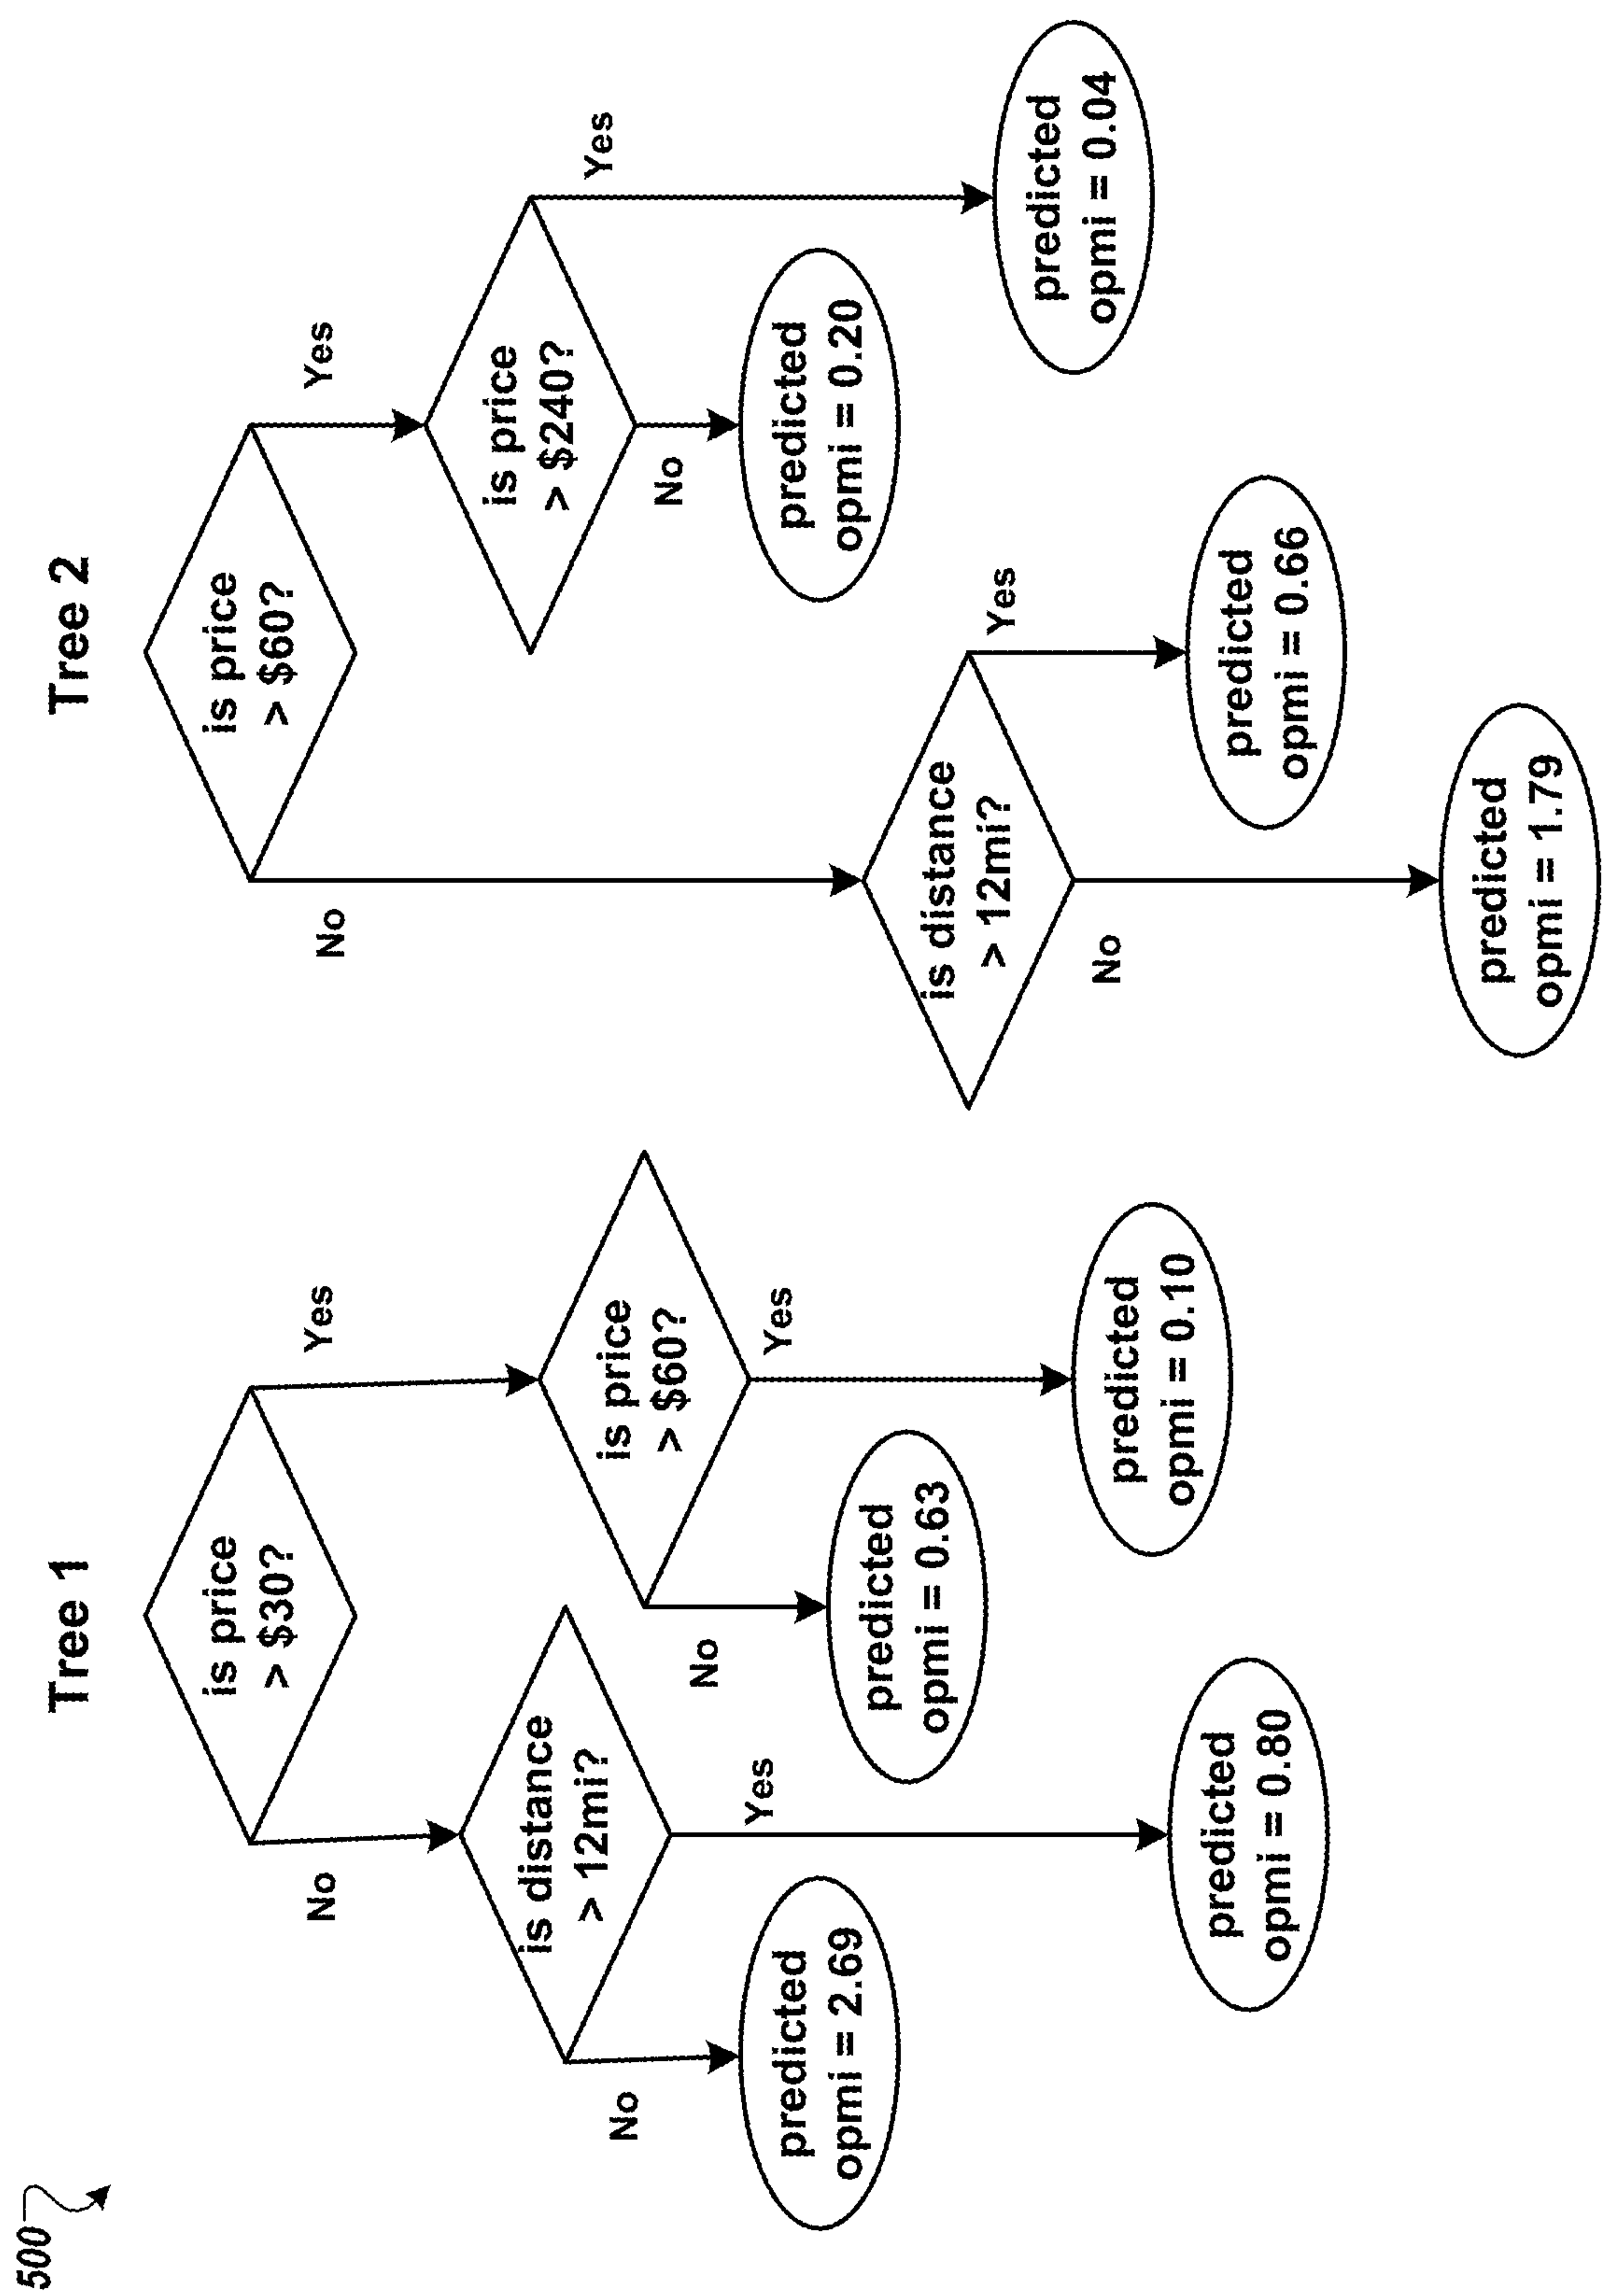 500
Tree 1
is price
> $30?
No
Yes
is distance
> 12mi?
No
Yes
predicted
opmi = 2.69
predicted
opmi = 0.80
is price
> $60?
No
Yes
predicted
opmi = 0.63
predicted
opmi = 0.10
Tree 2
is price
> $60?
No
Yes
is distance
> 12mi?
No
Yes
predicted
opmi = 1.79
predicted
opmi = 0.66
is price
> $240?
No
Yes
predicted
opmi = 0.20
predicted
opmi = 0.04